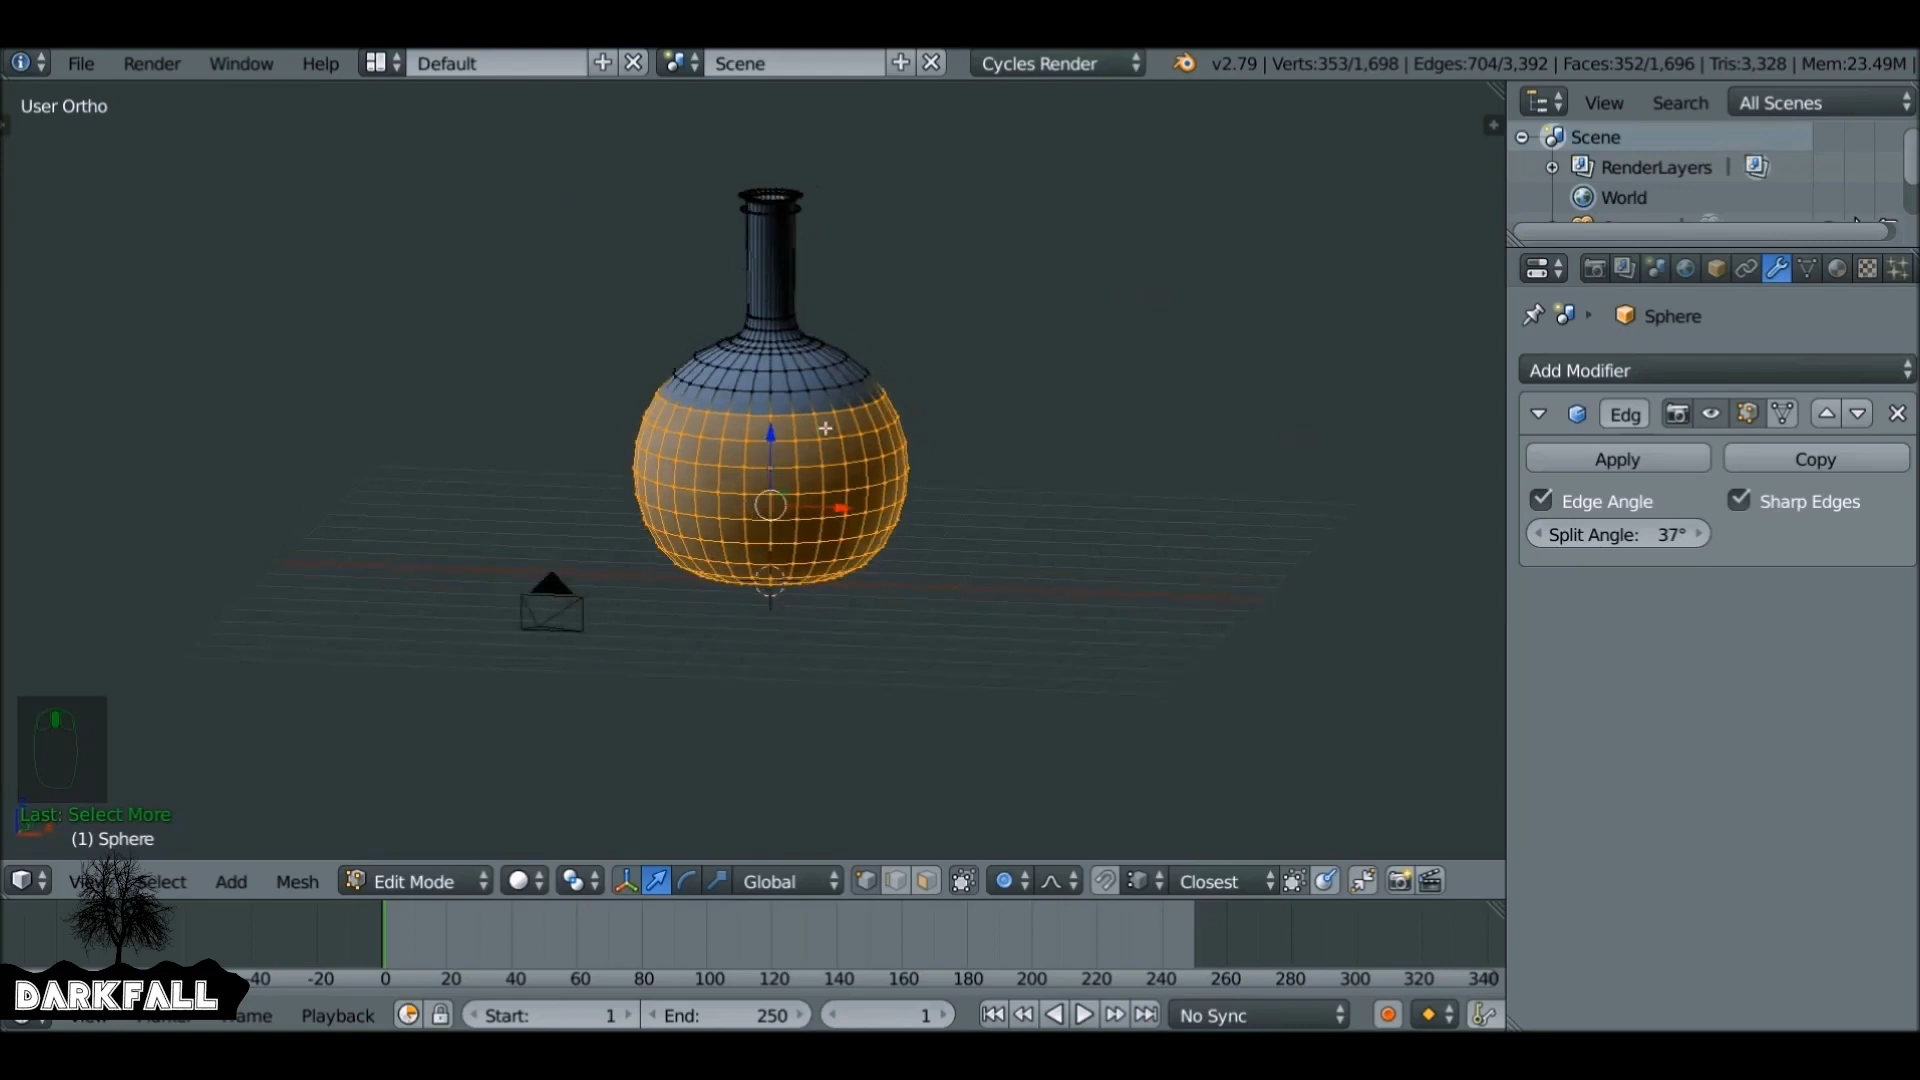 File Render Window Help Default Scene Cycles Render v2.79 | Verts:353/1,698 | Edges:704/3,392 | Faces:352/1,696 | Tris:3,328 | Mem:23.49M |
User Ortho
View Search All Scenes
Scene
RenderLayers |
World
Sphere
Add Modifier
Edg
Apply Copy
Edge Angle Sharp Edges
Split Angle: 37°
Last: Select More
(1) Sphere
Select Add Mesh Edit Mode Global Closest
-40 -20 0 20 40 60 80 100 120 140 160 180 200 220 240 260 280 300 320 340
DARKFALL
Playback Start: 1 End: 250 1 No Sync